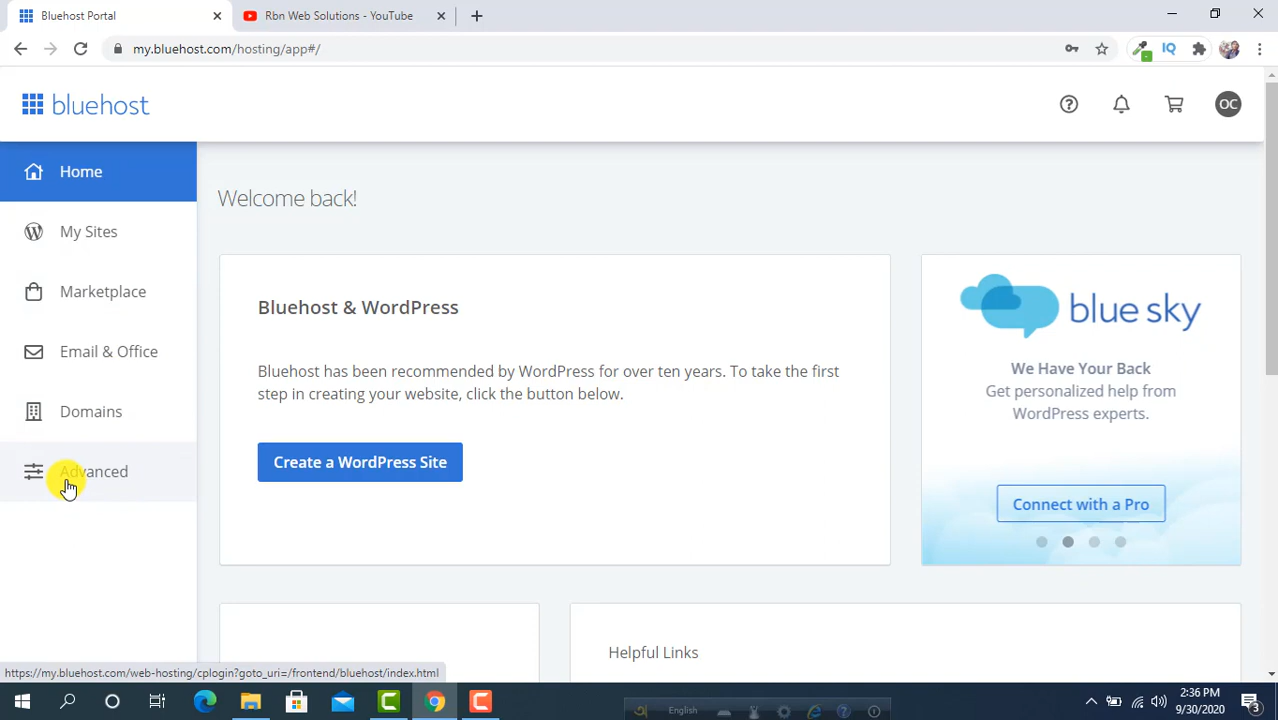 Bluehost Portal
Rbn Web Solutions - YouTube
my.bluehost.com/hosting/app#/
IQ
bluehost
OC
Home
My Sites
Marketplace
Email & Office
Domains
Advanced
Welcome back!
Bluehost & WordPress
Bluehost has been recommended by WordPress for over ten years. To take the first
step in creating your website, click the button below.
Create a WordPress Site
blue sky
We Have Your Back
Get personalized help from
WordPress experts.
Connect with a Pro
Helpful Links
https://my.bluehost.com/web-hosting/cplogin?goto_uri=/frontend/bluehost/index.html
English
2:36 PM
9/30/2020
3